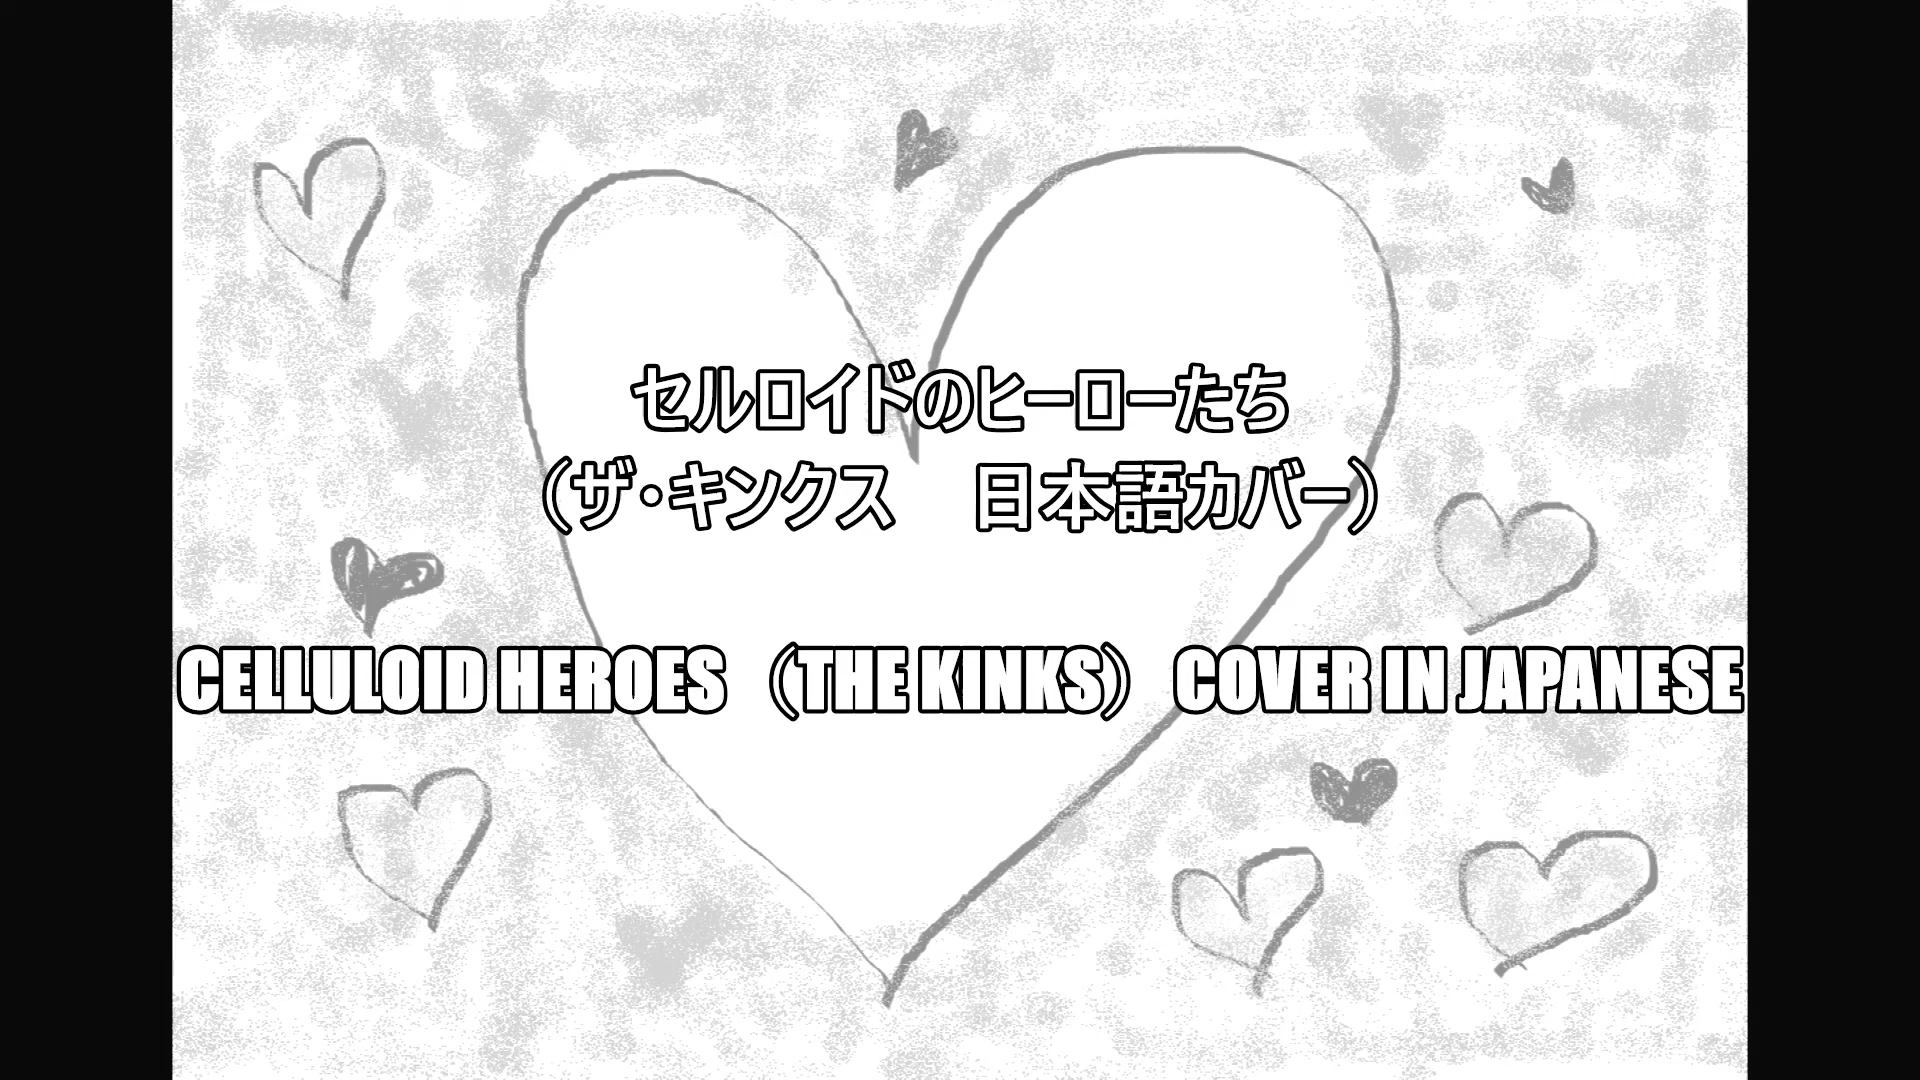 セルロイドのヒーローたち
（ザ・キンクス　日本語カバー）
CELLULOID HEROES （THE KINKS） COVER IN JAPANESE